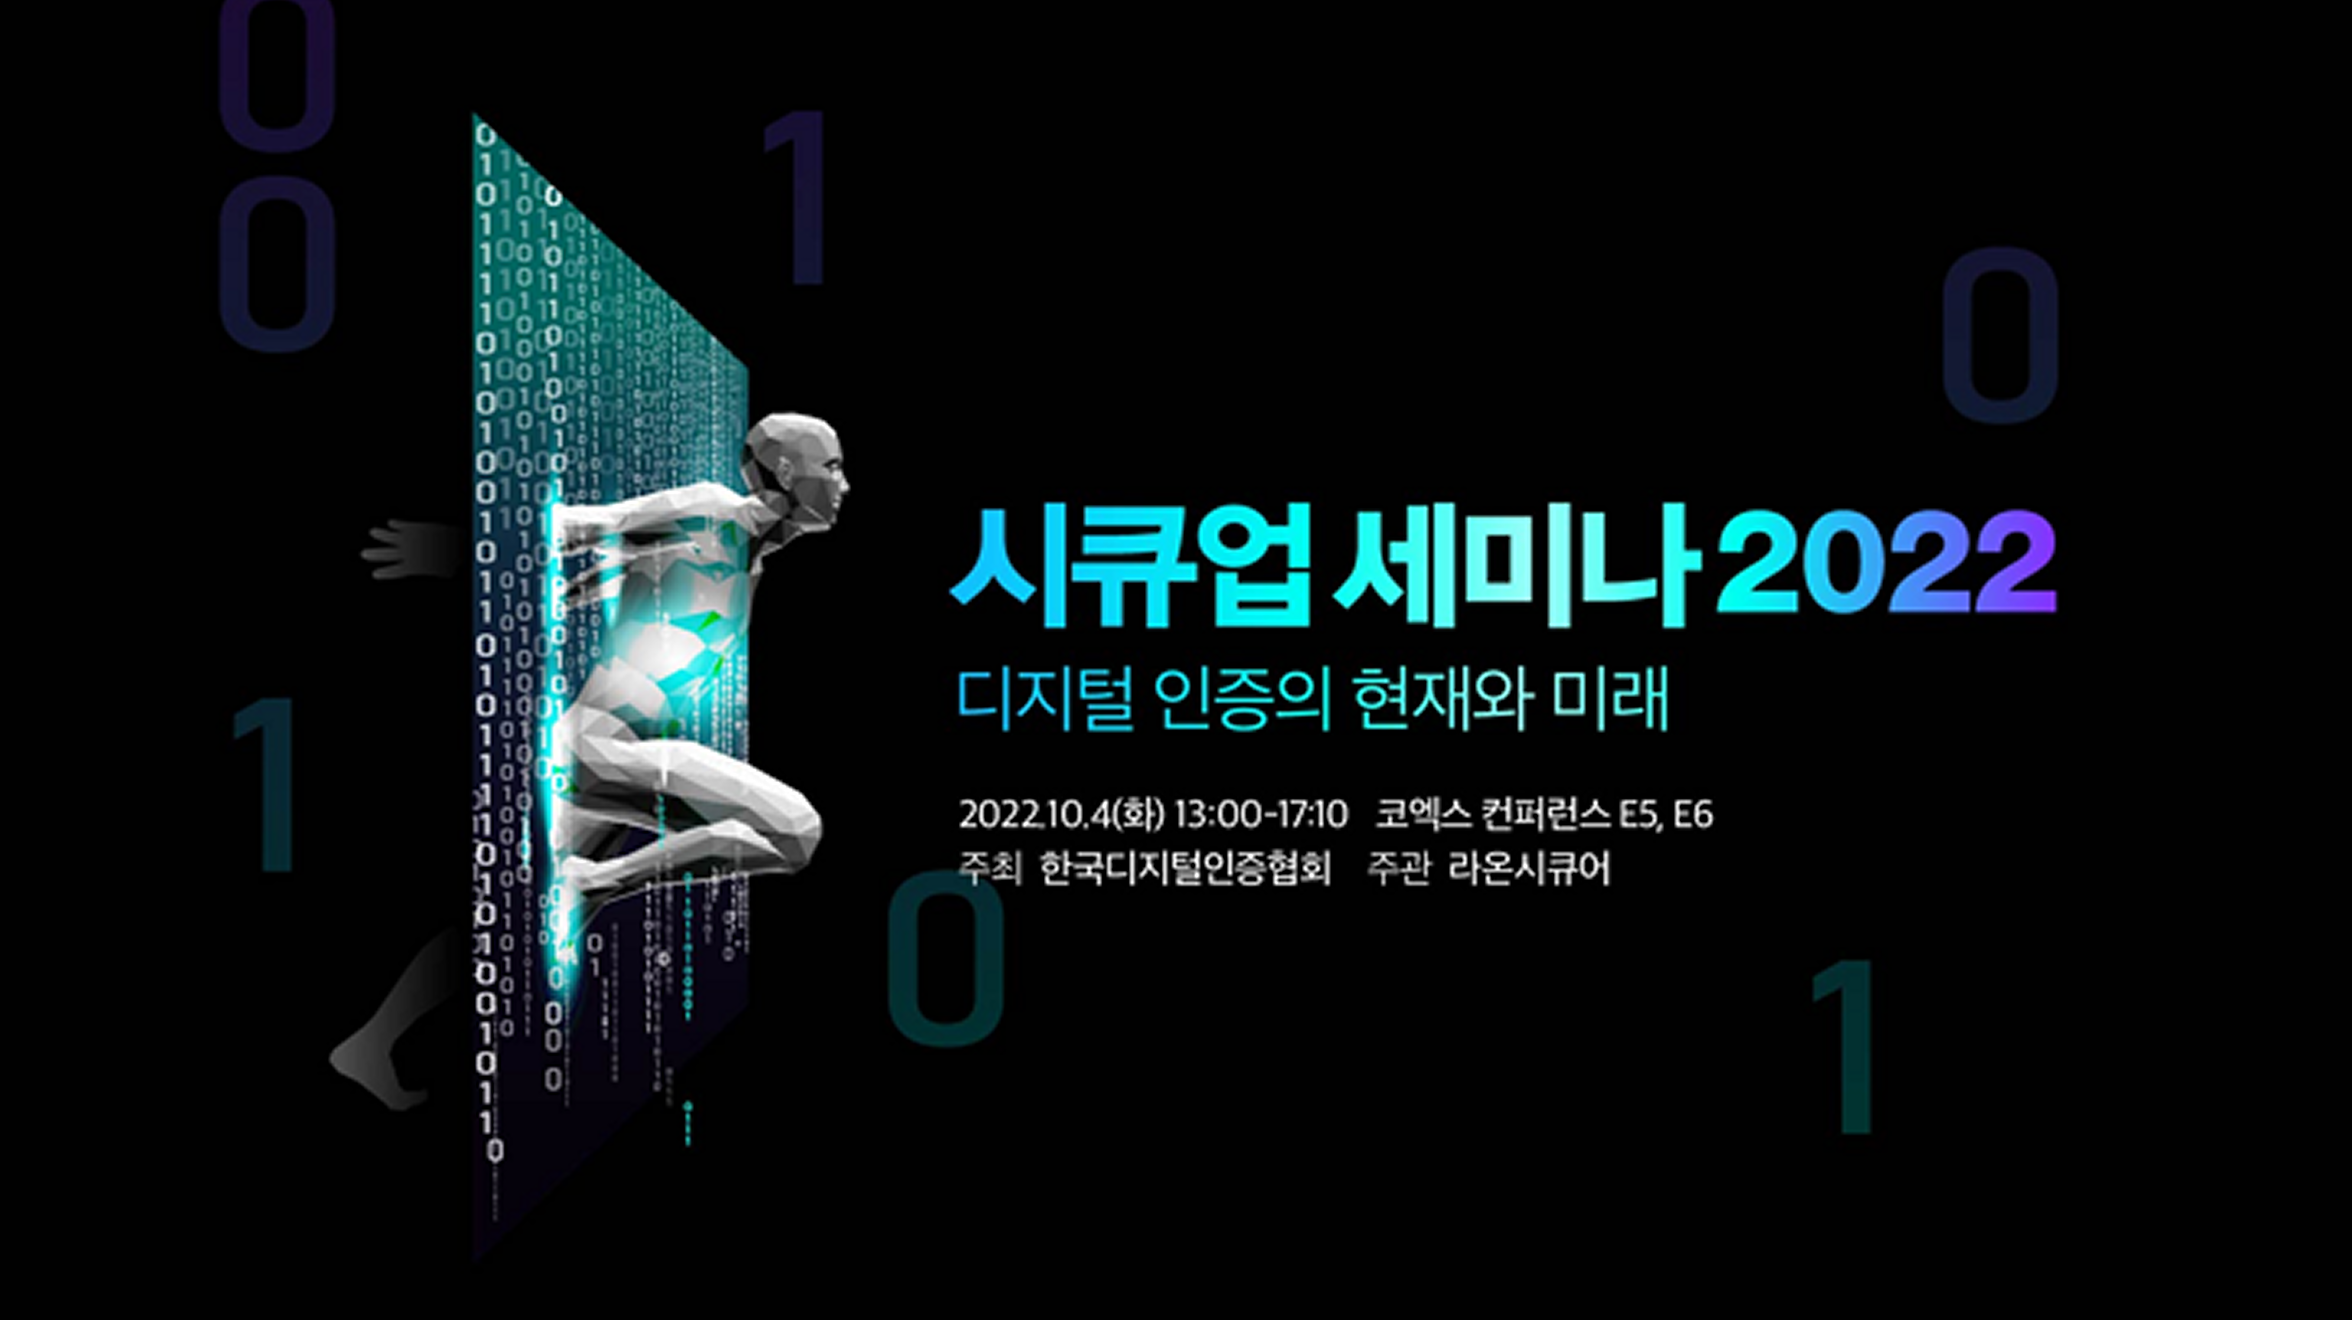 시큐업 세미나 2022
디지털 인증의 현재와 미래
2022.10.4(화) 13:00-17:10 코엑스 컨퍼런스 E5, E6
주최 한국디지털인증협회 주관 라온시큐어